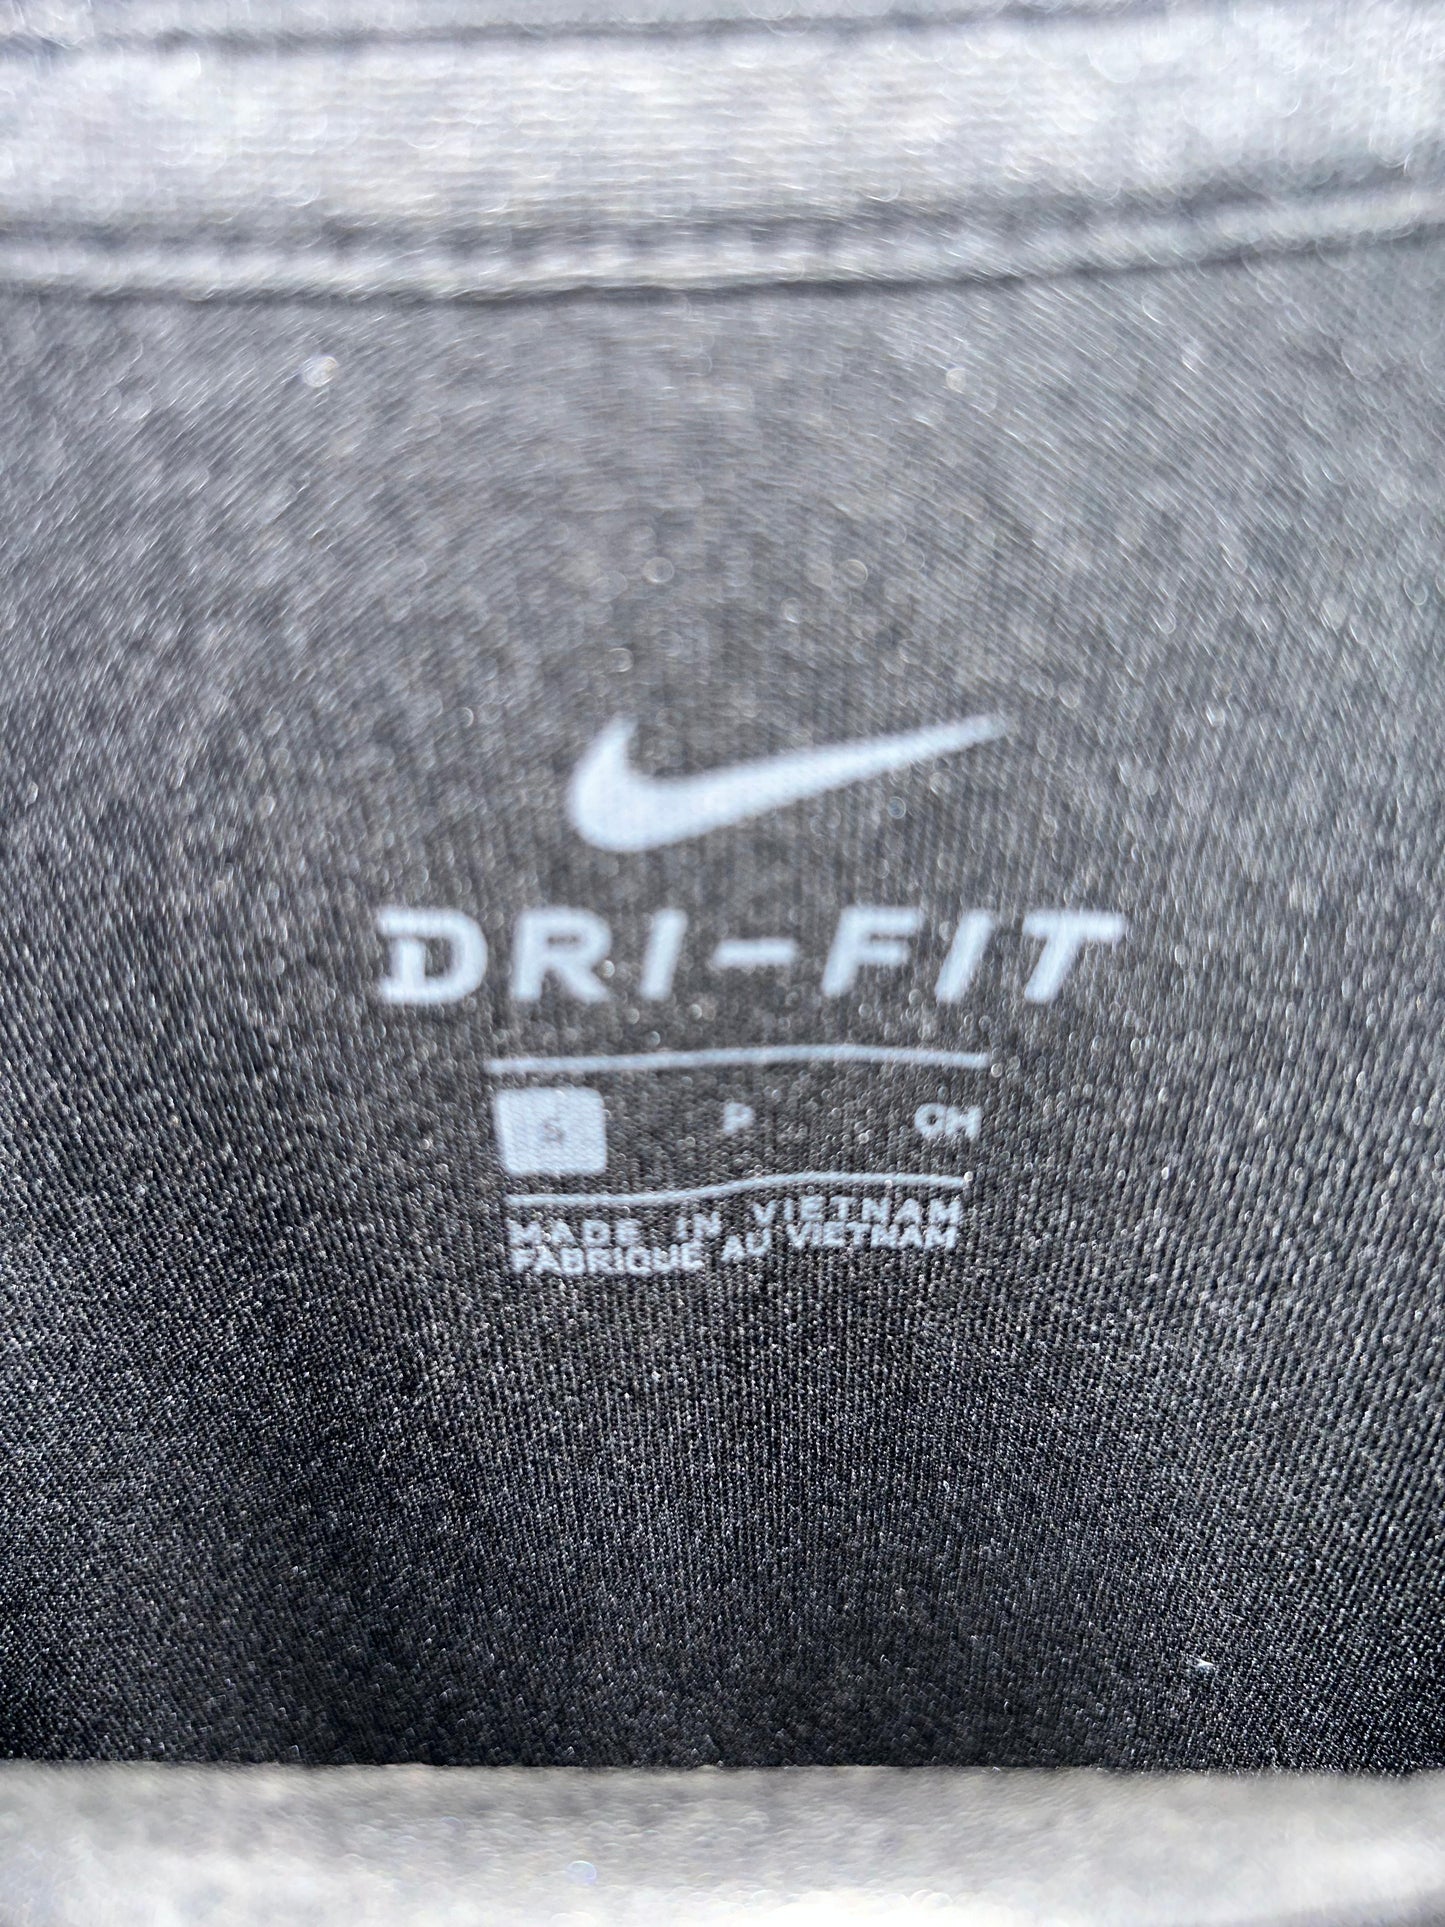 DRI-FIT
S P CH
MADE IN VIETNAM
FABRIQUÉ AU VIETNAM